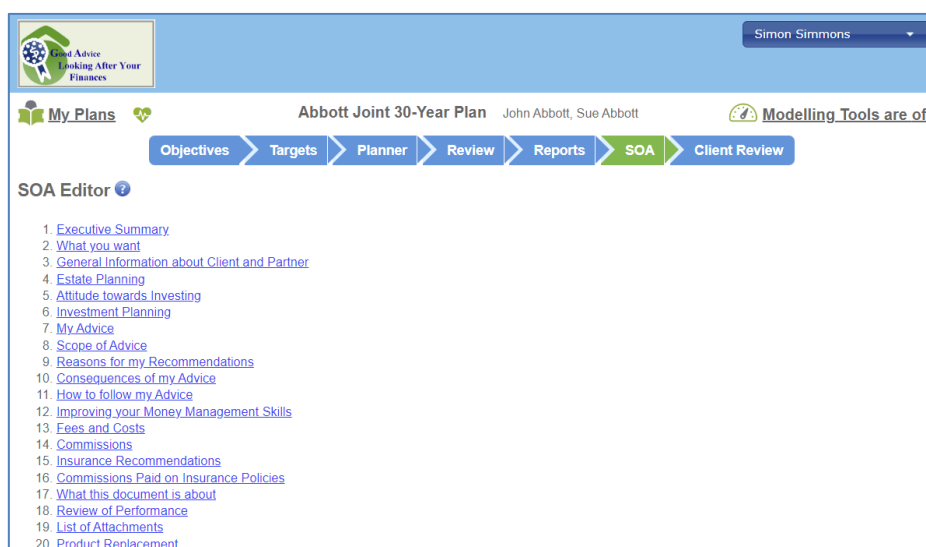 Good Advice
Looking After Your
Finances
Simon Simmons
My Plans
Abbott Joint 30-Year Plan John Abbott, Sue Abbott
Modelling Tools are of
Objectives
Targets
Planner
Review
Reports
SOA
Client Review
SOA Editor
1. Executive Summary
2. What you want
3. General Information about Client and Partner
4. Estate Planning
5. Attitude towards Investing
6. Investment Planning
7. My Advice
8. Scope of Advice
9. Reasons for my Recommendations
10. Consequences of my Advice
11. How to follow my Advice
12. Improving your Money Management Skills
13. Fees and Costs
14. Commissions
15. Insurance Recommendations
16. Commissions Paid on Insurance Policies
17. What this document is about
18. Review of Performance
19. List of Attachments
20. Product Replacement